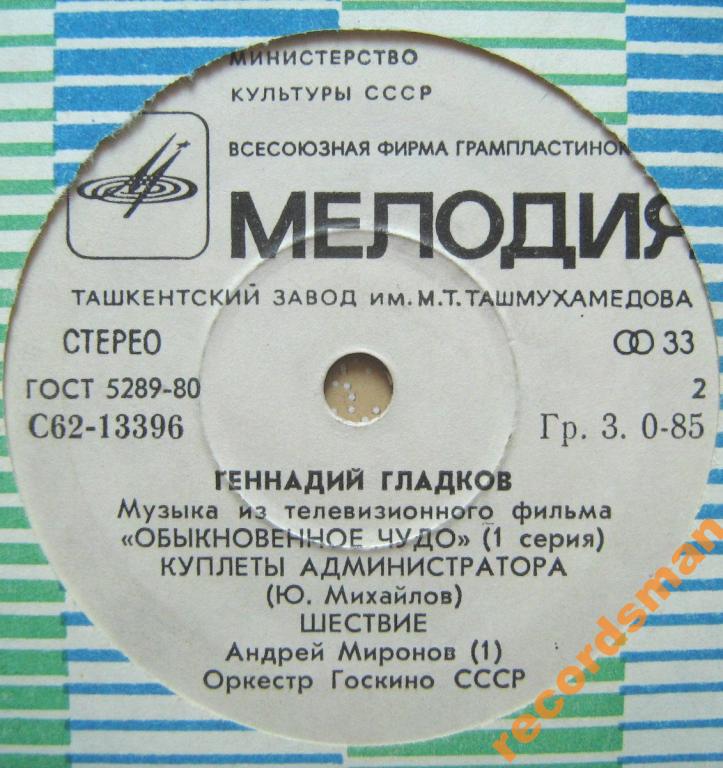 МИНИСТЕРСТВО
КУЛЬТУРЫ СССР
ВСЕСОЮЗНАЯ ФИРМА ГРАМПЛАСТИНОК
МЕЛОДИЯ
ТАШКЕНТСКИЙ ЗАВОД ИМ. М.Т. ТАШМУХАМЕДОВА
СТЕРЕО
33
ГОСТ 5289-80
2
С62-13396
Гр. 3. 0-85
ГЕННАДИЙ ГЛАДКОВ
Музыка из телевизионного фильма
«ОБЫКНОВЕННОЕ ЧУДО» (1 серия)
КУПЛЕТЫ АДМИНИСТРАТОРА
(Ю. Михайлов)
ШЕСТВИЕ
Андрей Миронов (1)
Оркестр Госкино СССР
recordsman